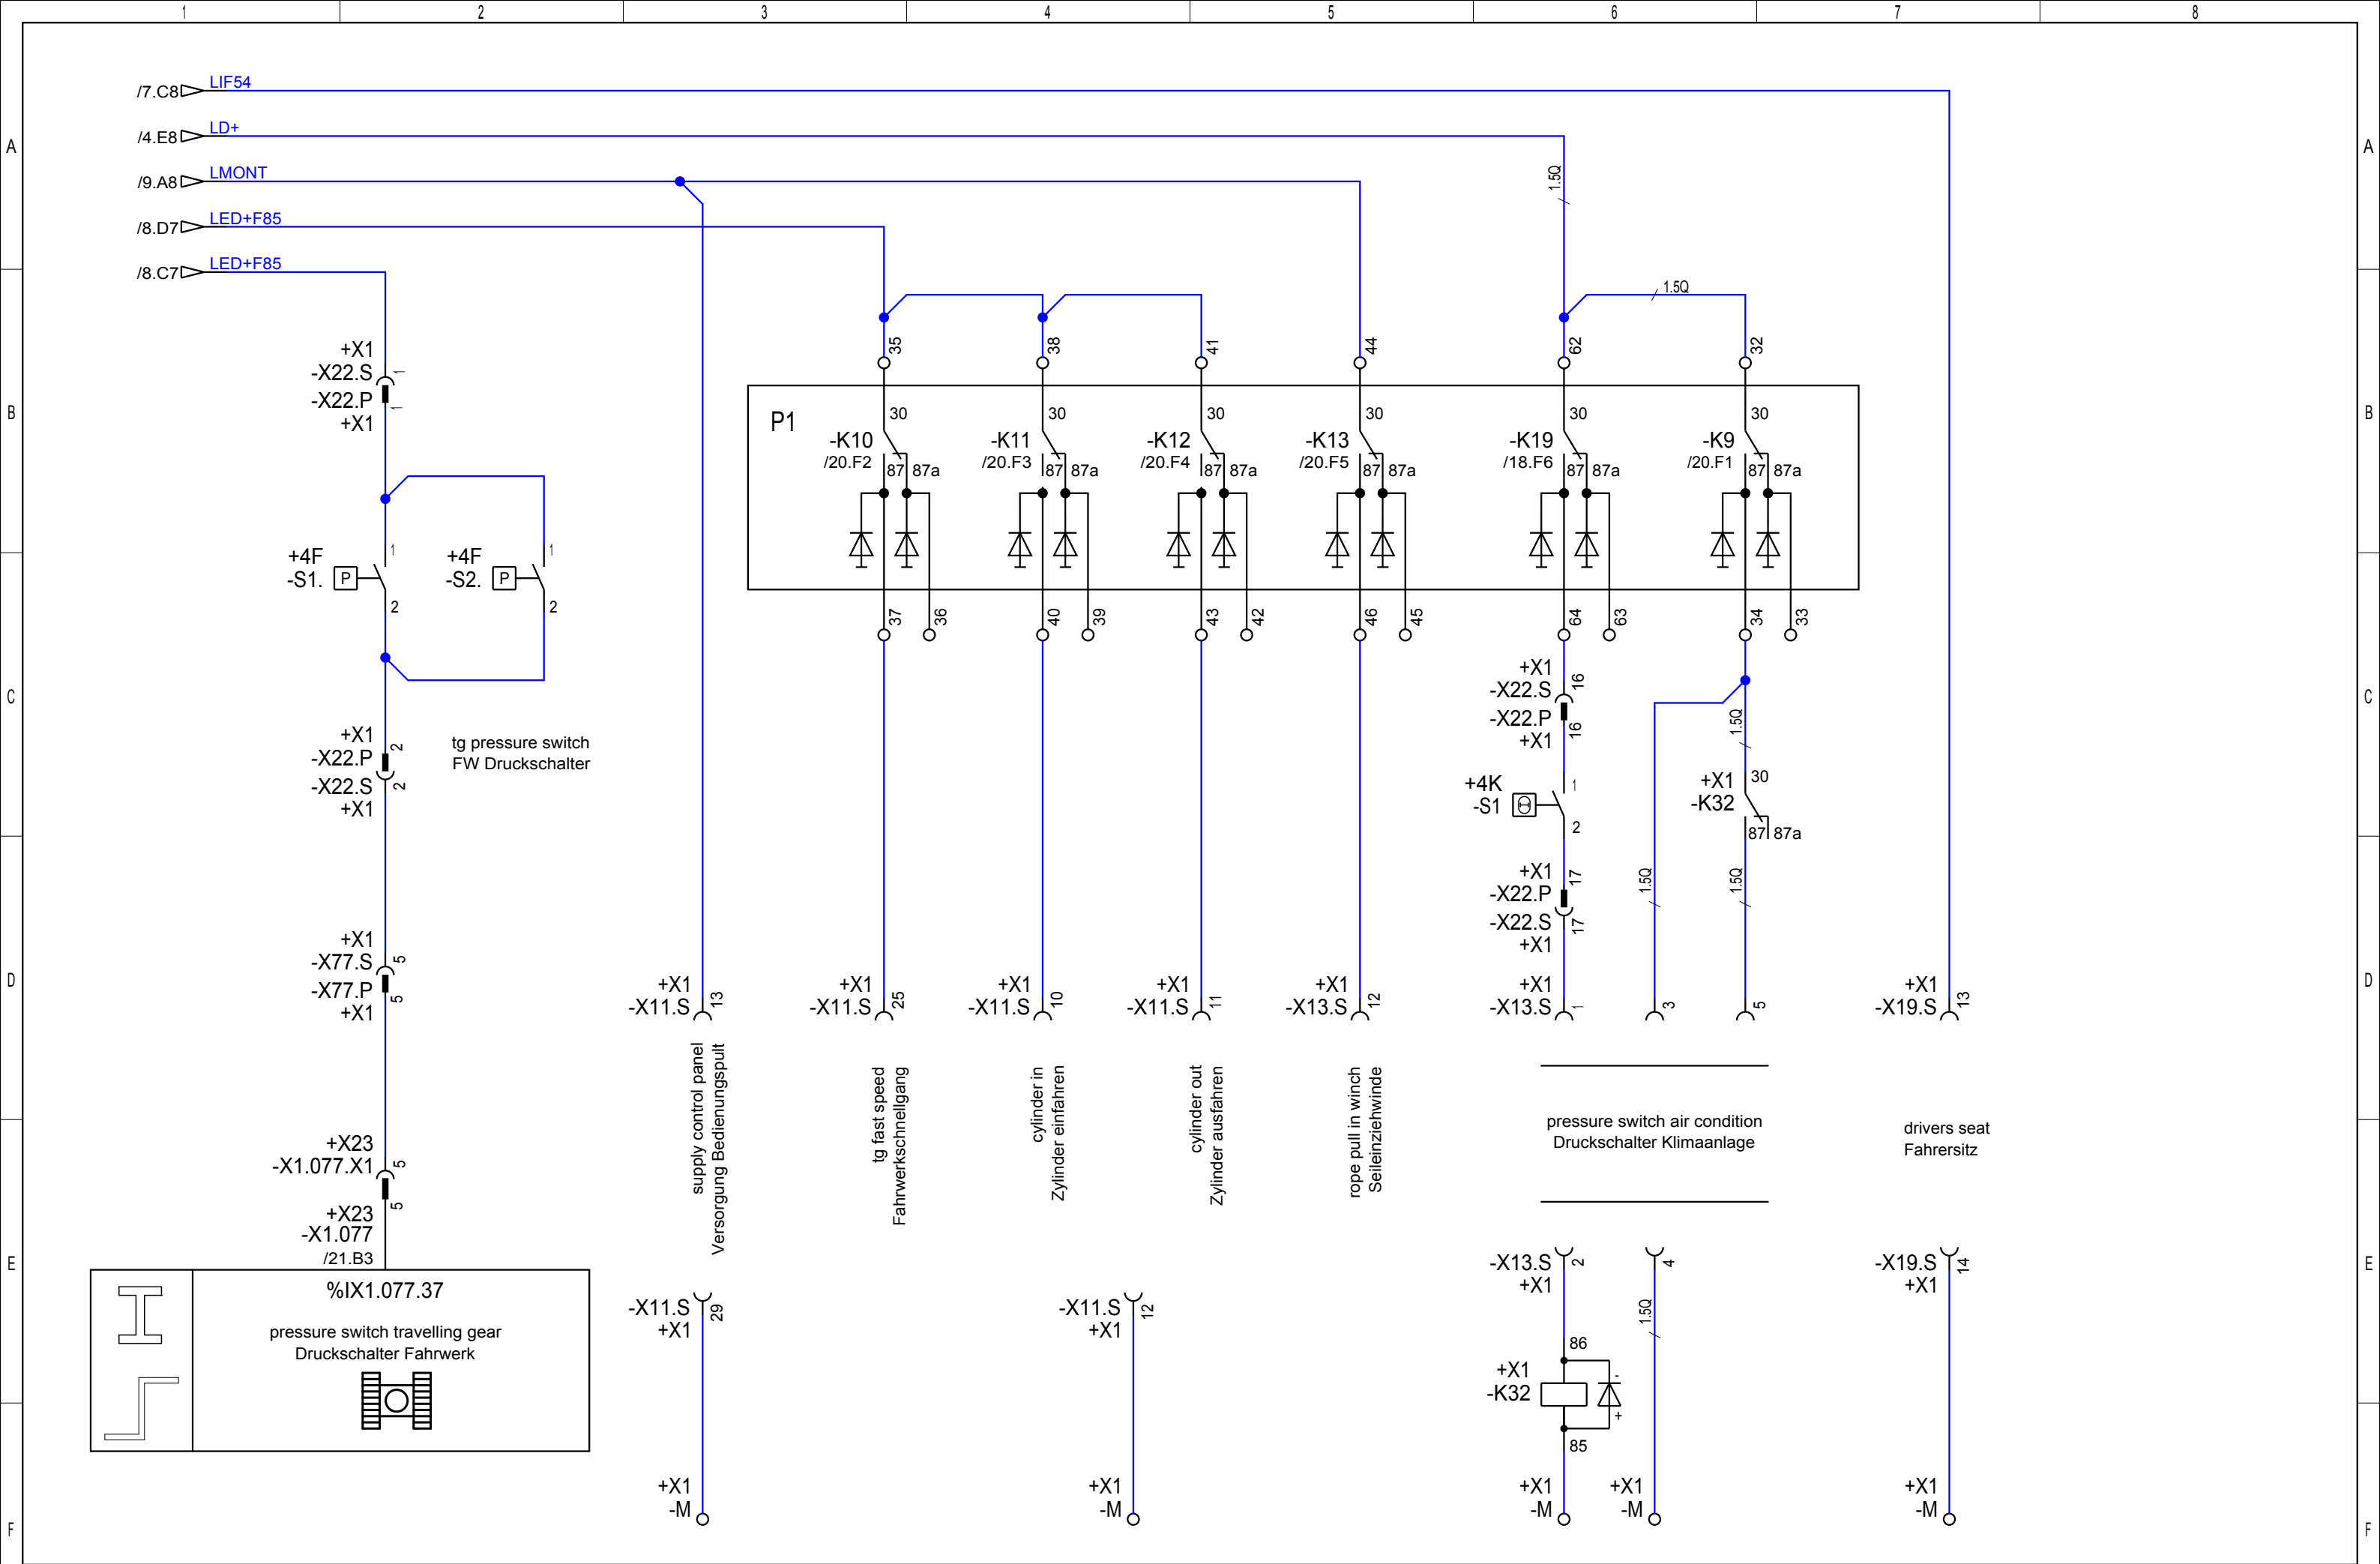 1 2 3 4 5 6 7 8
A A
B B
C C
D D
E E
F F
/7.C8 LIF54
/4.E8 LD+
/9.A8 LMONT
/8.D7 LED+F85
/8.C7 LED+F85
1.5Q
1.5Q
+X1
-X22.S 1
-X22.P 1
+X1
+4F
-S1. P 1 2
+4F
-S2. P 1 2
+X1
-X22.P 2
-X22.S 2
+X1
tg pressure switch
FW Druckschalter
+X1
-X77.S 5
-X77.P 5
+X1
+X23
-X1.077.X1 5
5
+X23
-X1.077
/21.B3
%IX1.077.37
pressure switch travelling gear
Druckschalter Fahrwerk
35 38 41 44 62 32
P1
30 30 30 30 30 30
-K10 -K11 -K12 -K13 -K19 -K9
/20.F2 /20.F3 /20.F4 /20.F5 /18.F6 /20.F1
87 87a 87 87a 87 87a 87 87a 87 87a 87 87a
37 36 40 39 43 42 46 45 64 63 34 33
+X1
-X22.S 16
-X22.P 16
+X1
+4K
-S1 1 2
+X1
-X22.P 17
-X22.S 17
+X1
1.5Q
+X1 30
-K32
87 87a
1.5Q 1.5Q
+X1 +X1 +X1 +X1 +X1 +X1 +X1
-X11.S 13 -X11.S 25 -X11.S 10 -X11.S 11 -X13.S 12 -X13.S 1 3 5 -X19.S 13
supply control panel
Versorgung Bedienungspult
tg fast speed
Fahrwerkschnellgang
cylinder in
Zylinder einfahren
cylinder out
Zylinder ausfahren
rope pull in winch
Seileinziehwinde
pressure switch air condition
Druckschalter Klimaanlage
drivers seat
Fahrersitz
-X11.S 29
+X1
-X11.S 12
+X1
-X13.S 2 4
+X1
-X19.S 14
+X1
1.5Q
86
+X1
-K32
- +
85
+X1 +X1 +X1 +X1 +X1
-M -M -M -M -M